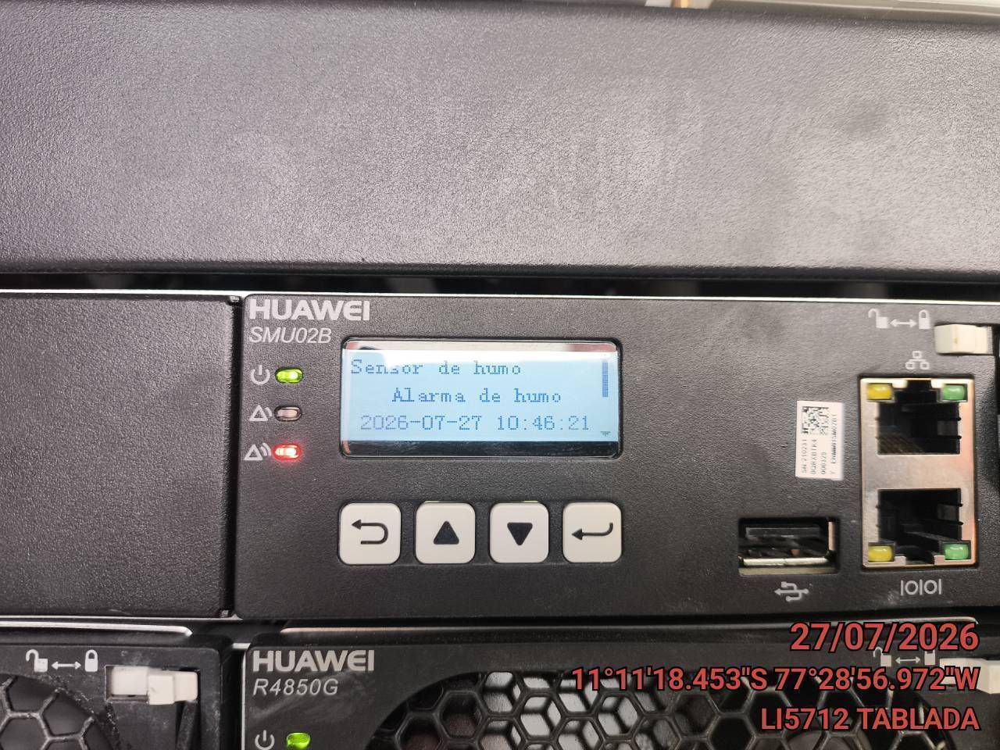 HUAWEI
SMU02B
Sensor de humo
Alarma de humo
2026-07-27 10:46:21
|O|O|
HUAWEI
R4850G
27/07/2026
11°11'18.453"S 77°28'56.972"W
LI5712 TABLADA